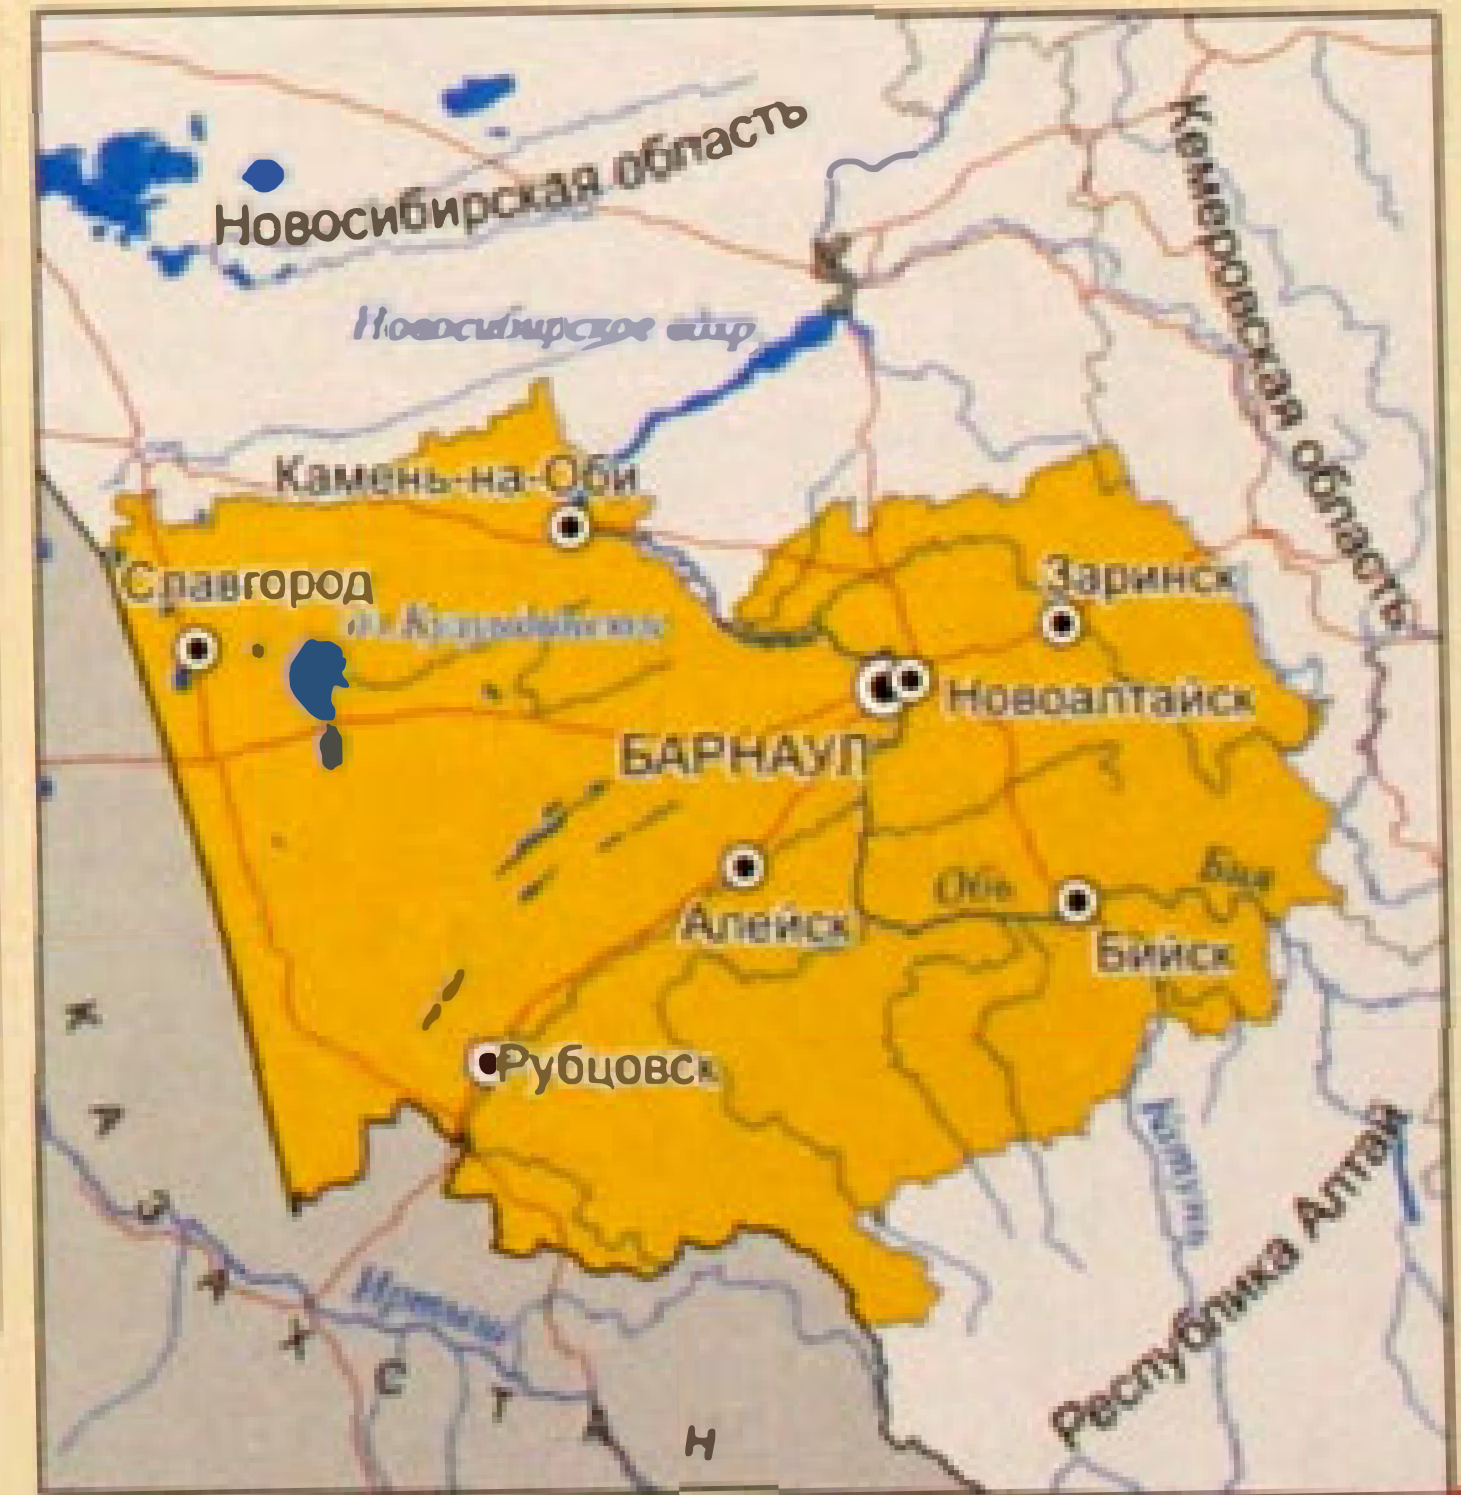 Новосибирская область
Кемеровская область
Камень-на-Оби
Славгород
Заринск
Новоалтайск
БАРНАУЛ
Обь
Бия
Алейск
Бийск
Рубцовск
Катунь
Республика Алтай
Иртыш
К А З А Х С Т А Н